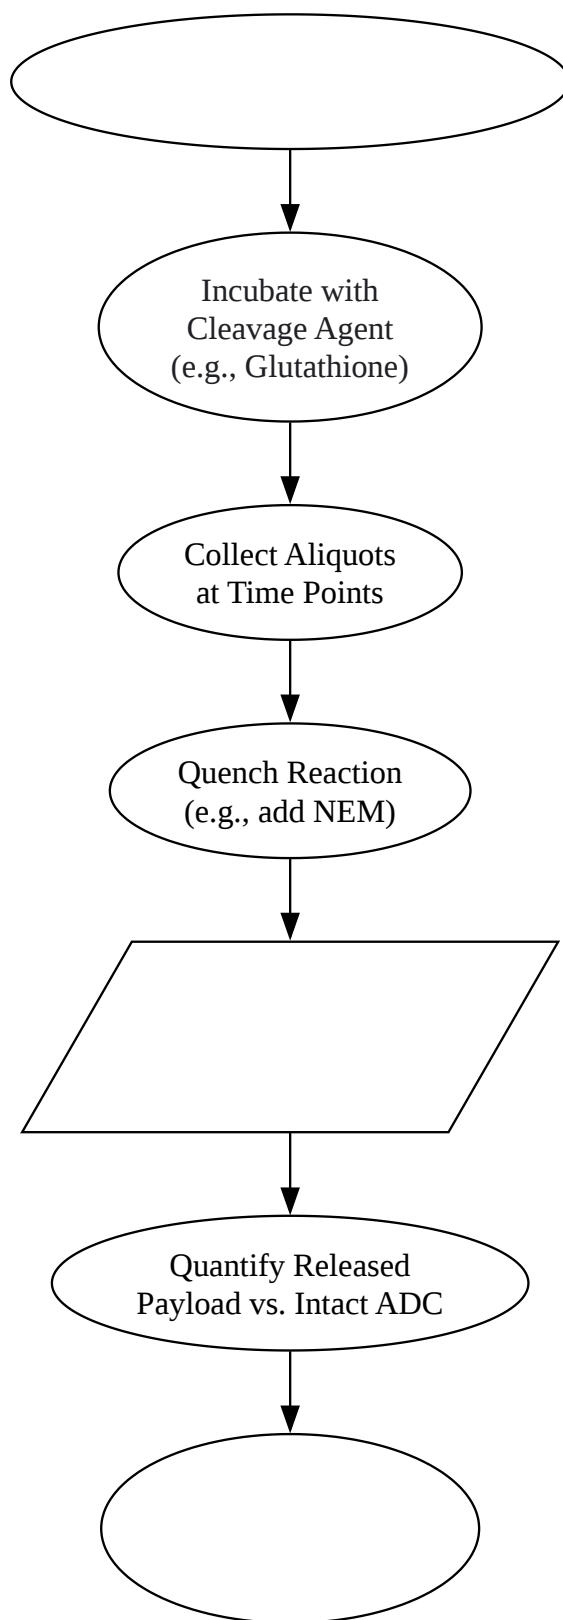 Incubate with
Cleavage Agent
(e.g., Glutathione)
Collect Aliquots
at Time Points
Quench Reaction
(e.g., add NEM)
Quantify Released
Payload vs. Intact ADC